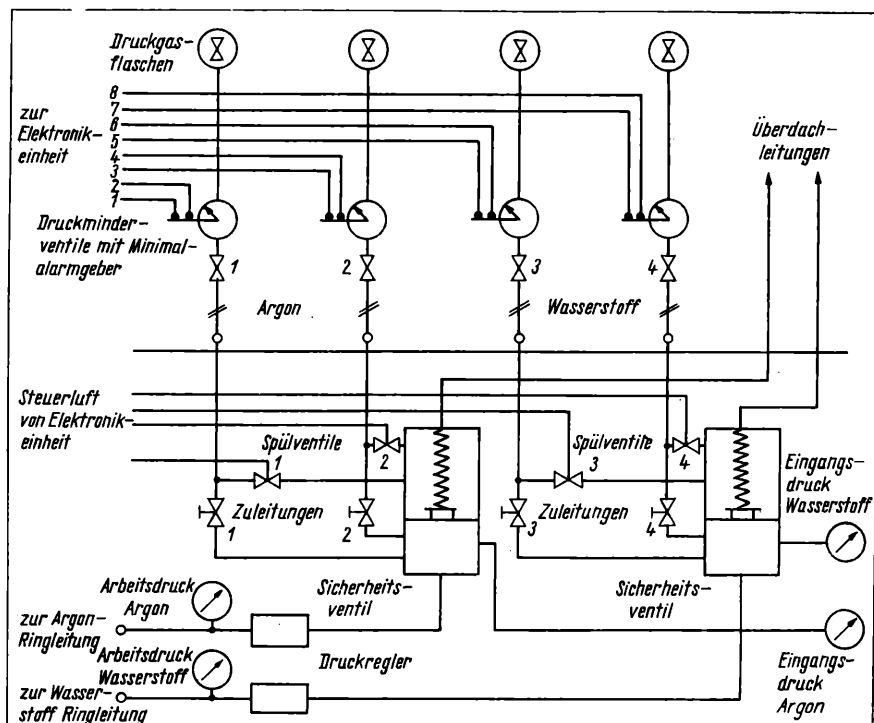 Druckgas-
flaschen
zur
Elektronik-
einheit
8
7
6
5
4
3
2
1
Überdach-
leitungen
Druckminder-
ventile mit Minimal-
alarmgeber
1
2
3
4
Argon
Wasserstoff
Steuerluft
von Elektronik-
einheit
Spülventile
1
2
Spülventile
3
4
Eingangs-
druck
Wasserstoff
Zuleitungen
1
2
Zuleitungen
3
4
Arbeitsdruck
Argon
Sicherheits-
ventil
Sicherheits-
ventil
zur Argon-
Ringleitung
Arbeitsdruck
Wasserstoff
Druckregler
Eingangs-
druck
Argon
zur Wasser-
stoff Ringleitung